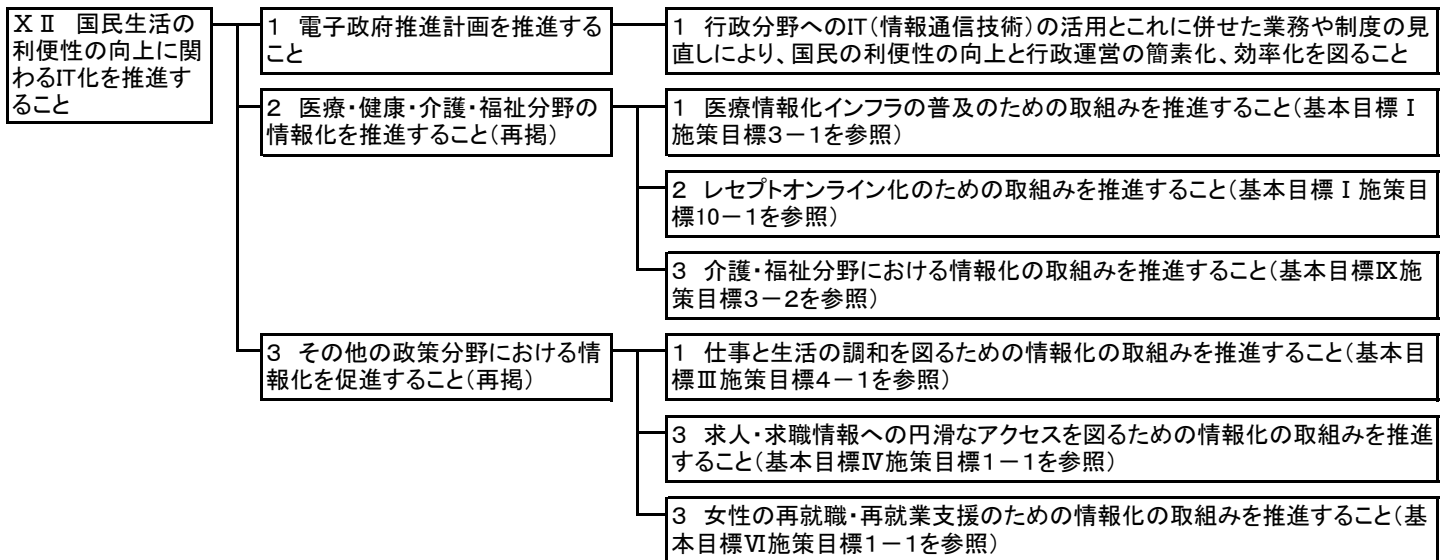 ⅩⅡ 国民生活の
利便性の向上に関
わるIT化を推進す
ること
1 電子政府推進計画を推進する
こと
1 行政分野へのIT(情報通信技術)の活用とこれに併せた業務や制度の見
直しにより、国民の利便性の向上と行政運営の簡素化、効率化を図ること
2 医療・健康・介護・福祉分野の
情報化を推進すること(再掲)
1 医療情報化インフラの普及のための取組みを推進すること(基本目標Ⅰ
施策目標3-1を参照)
2 レセプトオンライン化のための取組みを推進すること(基本目標Ⅰ施策目
標10-1を参照)
3 介護・福祉分野における情報化の取組みを推進すること(基本目標Ⅸ施
策目標3-2を参照)
3 その他の政策分野における情
報化を促進すること(再掲)
1 仕事と生活の調和を図るための情報化の取組みを推進すること(基本目
標Ⅲ施策目標4-1を参照)
3 求人・求職情報への円滑なアクセスを図るための情報化の取組みを推進
すること(基本目標Ⅳ施策目標1-1を参照)
3 女性の再就職・再就業支援のための情報化の取組みを推進すること(基
本目標Ⅵ施策目標1-1を参照)